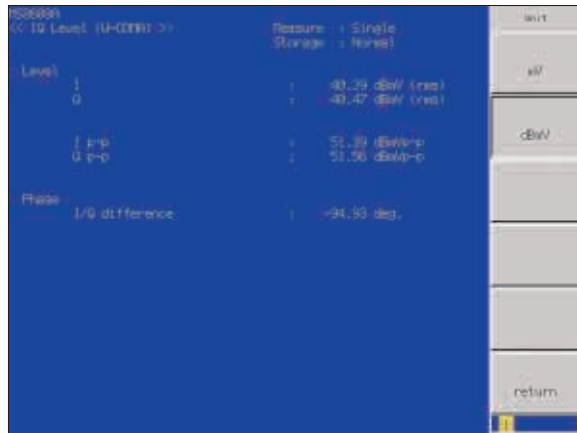 MS8608A
<< IQ Level (W-CDMA) >>
Measure : Single
Storage : Normal
Level
I : 40.39 dBmV (rms)
Q : 40.47 dBmV (rms)
I p-p : 51.39 dBmVp-p
Q p-p : 51.56 dBmVp-p
Phase
I/Q difference : -94.93 deg.
mV
dBmV
return
1